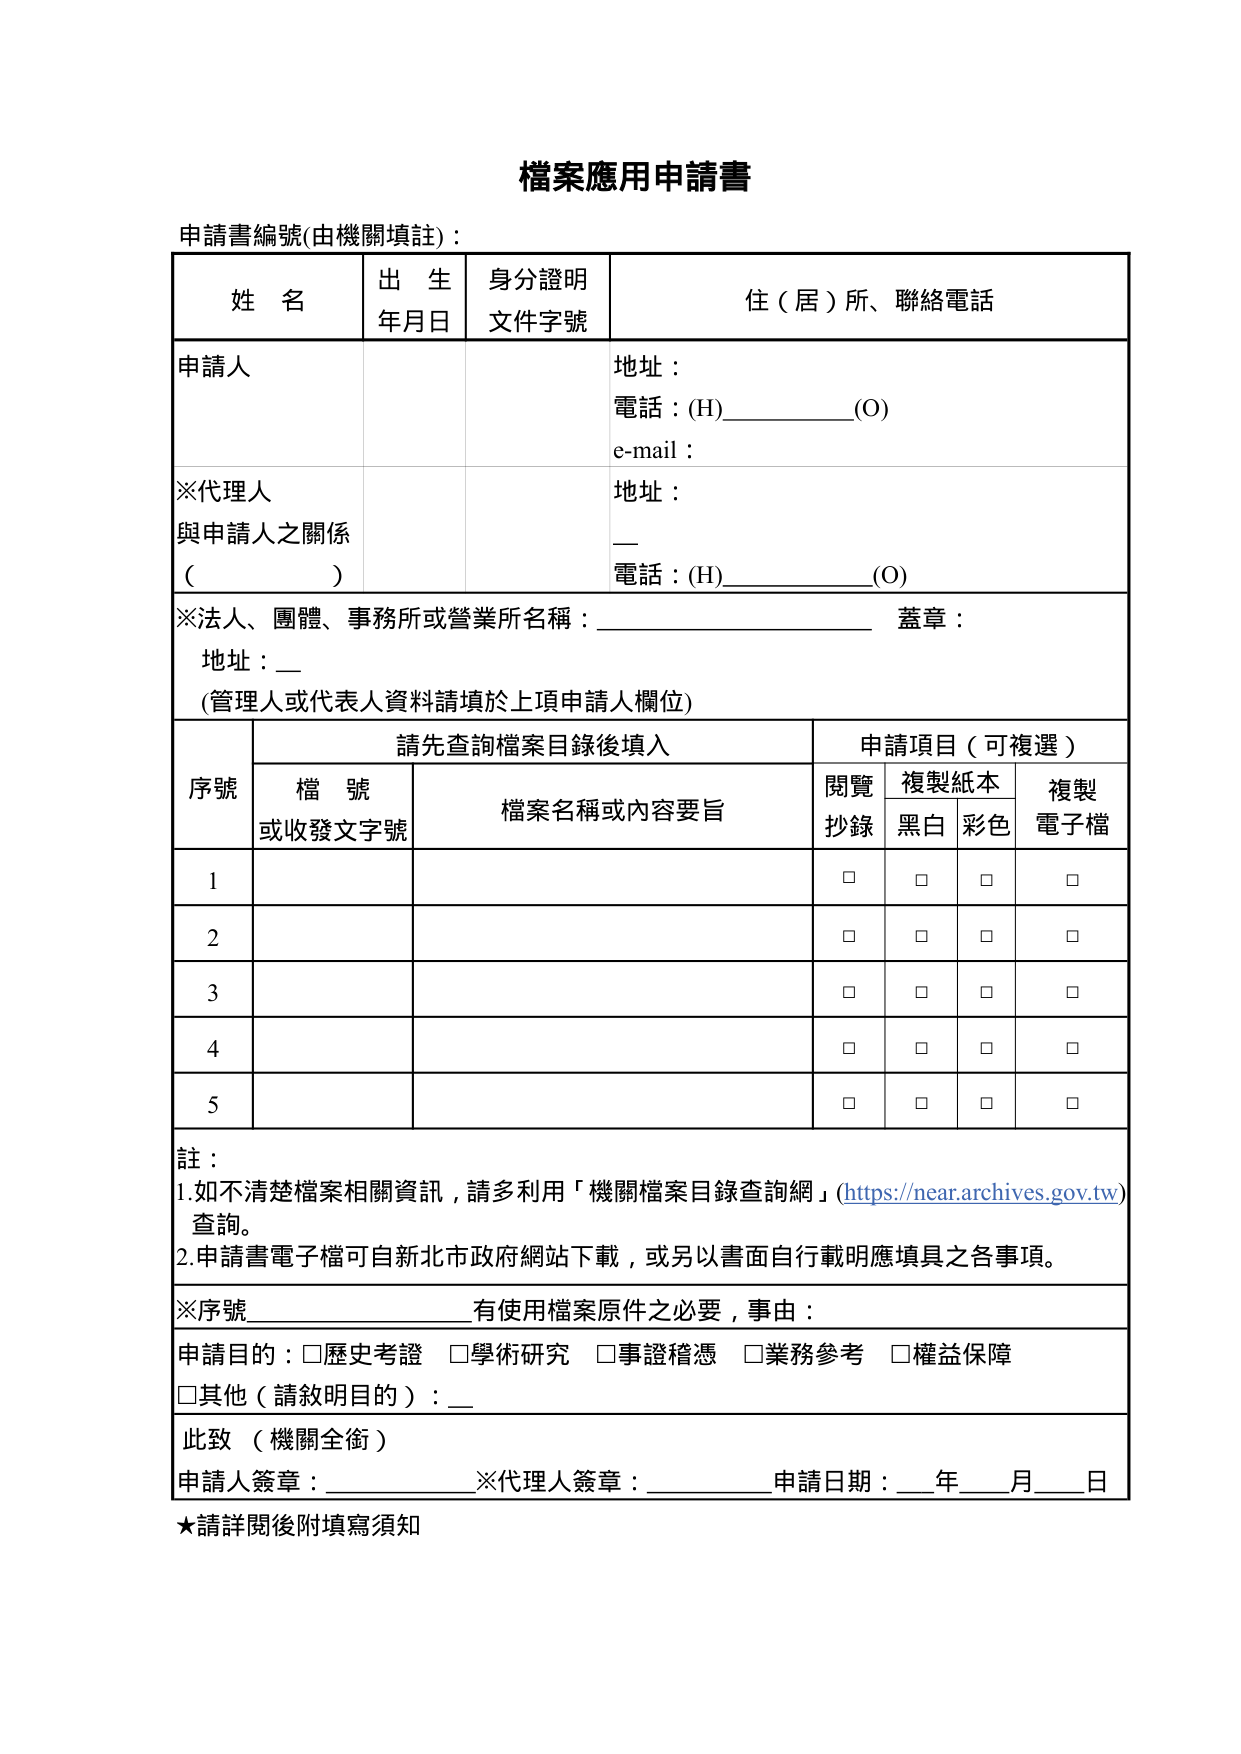 檔案應用申請書
申請書編號(由機關填註)：
姓　名
出　生
年月日
身分證明
文件字號
住（居）所、聯絡電話
申請人
地址：
電話：(H)__________(O)
e-mail：
※代理人
與申請人之關係
（　　　　　）
地址：
__
電話：(H)____________(O)
※法人、團體、事務所或營業所名稱：______________________　蓋章：
地址：__
(管理人或代表人資料請填於上項申請人欄位)
序號
請先查詢檔案目錄後填入
申請項目（可複選）
檔　號
或收發文字號
檔案名稱或內容要旨
閱覽
抄錄
複製紙本
黑白 彩色
複製
電子檔
1 □ □ □ □
2 □ □ □ □
3 □ □ □ □
4 □ □ □ □
5 □ □ □ □
註：
1.如不清楚檔案相關資訊，請多利用「機關檔案目錄查詢網」(https://near.archives.gov.tw)
查詢。
2.申請書電子檔可自新北市政府網站下載，或另以書面自行載明應填具之各事項。
※序號__________________有使用檔案原件之必要，事由：
申請目的：□歷史考證　□學術研究　□事證稽憑　□業務參考　□權益保障
□其他（請敘明目的）：__
此致 （機關全銜）
申請人簽章：____________※代理人簽章：__________申請日期：___年____月____日
★請詳閱後附填寫須知